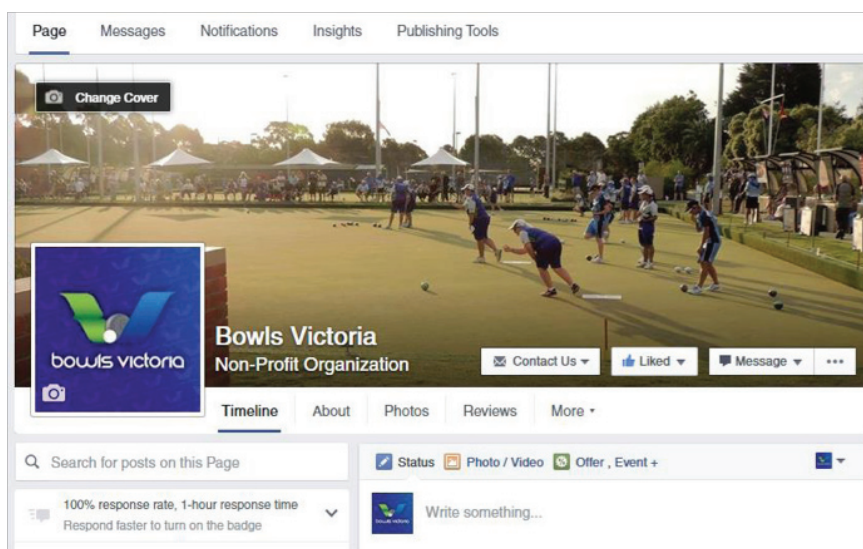 Page Messages Notifications Insights Publishing Tools
Change Cover
bowls victoria
Bowls Victoria
Non-Profit Organization
Contact Us Liked Message
Timeline About Photos Reviews More
Search for posts on this Page
Status Photo / Video Offer , Event +
100% response rate, 1-hour response time
Respond faster to turn on the badge
bowls victoria
Write something...